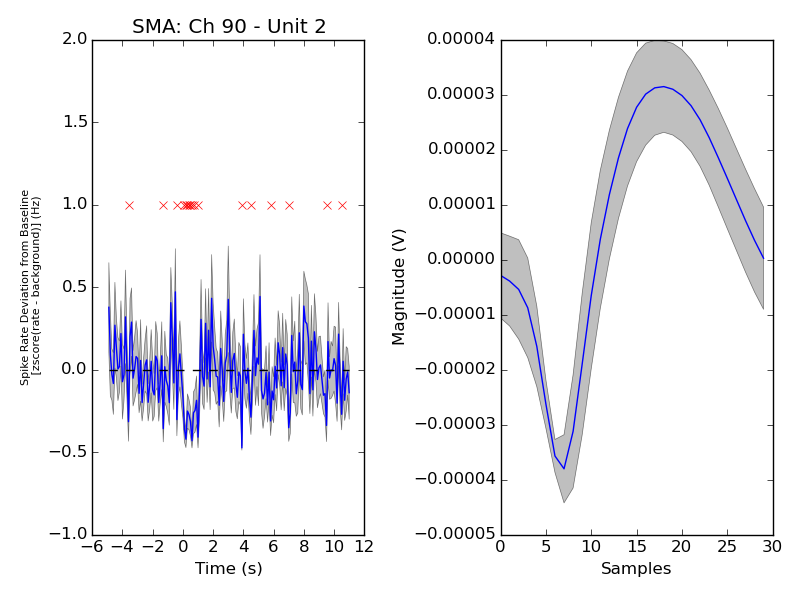 SMA: Ch 90 - Unit 2
Spike Rate Deviation from Baseline
[zscore(rate - background)] (Hz)
2.0
1.5
1.0
0.5
0.0
−0.5
−1.0
−6 −4 −2 0 2 4 6 8 10 12
Time (s)
Magnitude (V)
0.00004
0.00003
0.00002
0.00001
0.00000
−0.00001
−0.00002
−0.00003
−0.00004
−0.00005
0 5 10 15 20 25 30
Samples